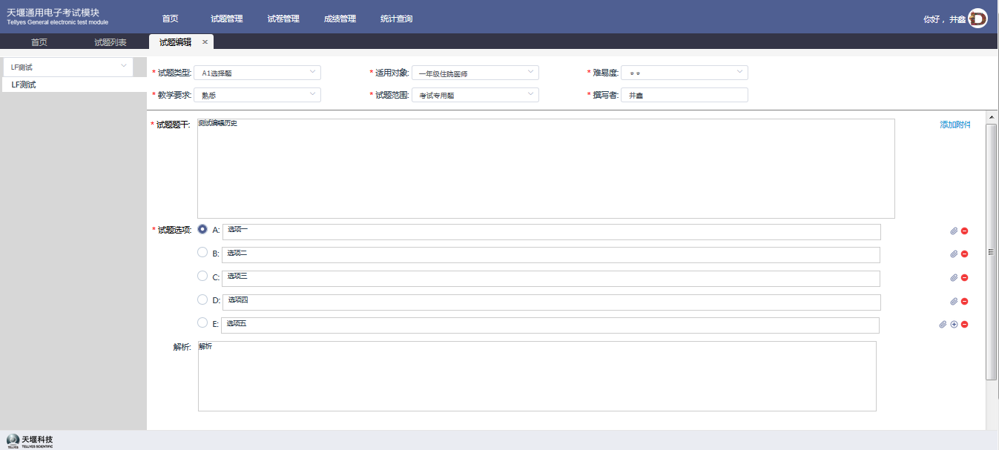 天堰通用电子考试模块
Tellyes General electronic test module
首页 试题管理 试卷管理 成绩管理 统计查询
你好， 井鑫
首页 试题列表 试题编辑 ×
LF测试
LF测试
* 试题类型: A1选择题 * 适用对象: 一年级住院医师 * 难易度: **
* 教学要求: 熟悉 * 试题范围: 考试专用题 * 撰写者: 井鑫
* 试题题干: 测试编辑历史 添加附件
* 试题选项: A: 选项一
B: 选项二
C: 选项三
D: 选项四
E: 选项五
解析: 解析
天堰科技
TELLYES TELLYES SCIENTIFIC